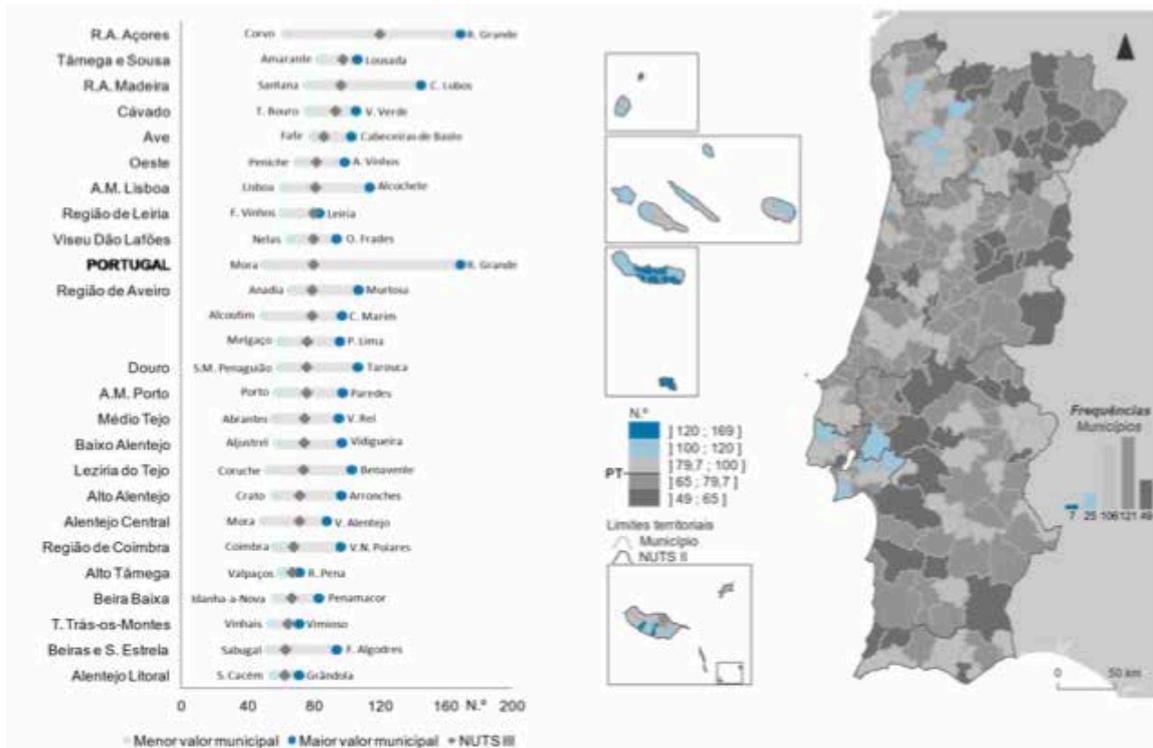 R.A. Açores Corvo R. Grande
Tâmega e Sousa Amarante Lousada
R.A. Madeira Santana C. Lobos
Cávado T. Bouro V. Verde
Ave Fafe Cabeceiras de Basto
Oeste Peniche A. Vinhos
A.M. Lisboa Lisboa Alcochete
Região de Leiria F. Vinhos Leiria
Viseu Dão Lafões Nelas O. Frades
PORTUGAL Mora R. Grande
Região de Aveiro Anadia Murtosa
Alcoutim C. Marim
Melgaço P. Lima
Douro S.M. Penaguião Tarouca
A.M. Porto Porto Paredes
Médio Tejo Abrantes V. Rei
Baixo Alentejo Aljustrel Vidigueira
Lezíria do Tejo Coruche Benavente
Alto Alentejo Crato Arronches
Alentejo Central Mora V. Alentejo
Região de Coimbra Coimbra V.N. Poiares
Alto Tâmega Valpaços R. Pena
Beira Baixa Idanha-a-Nova Penamacor
T. Trás-os-Montes Vinhais Vimioso
Beiras e S. Estrela Sabugal F. Algodres
Alentejo Litoral S. Cacém Grândola
0 40 80 120 160 N.º 200
Menor valor municipal Maior valor municipal NUTS III
N.º
] 120 ; 169 ]
] 100 ; 120 ]
] 79,7 ; 100 ]
PT
] 65 ; 79,7 ]
[ 49 ; 65 ]
Limites territoriais
Município
NUTS II
Frequências
Municípios
7 25 106 121 49
0 50 km